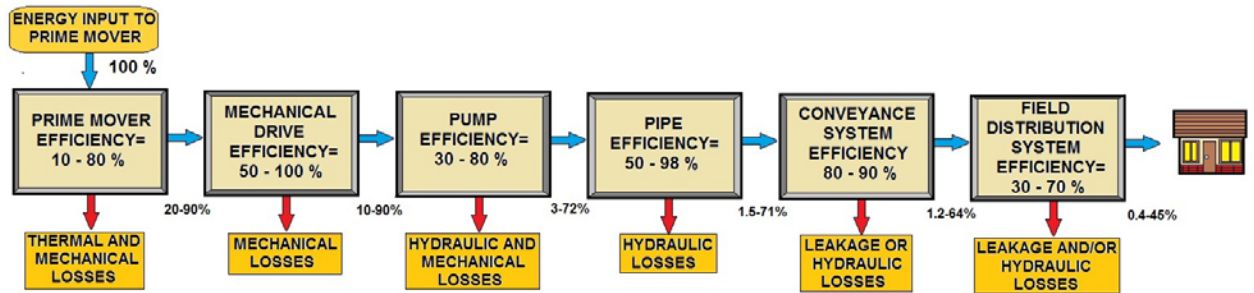 ENERGY INPUT TO
PRIME MOVER
100 %
PRIME MOVER
EFFICIENCY=
10 - 80 %
MECHANICAL
DRIVE
EFFICIENCY=
50 - 100 %
PUMP
EFFICIENCY=
30 - 80 %
PIPE
EFFICIENCY=
50 - 98 %
CONVEYANCE
SYSTEM
EFFICIENCY
80 - 90 %
FIELD
DISTRIBUTION
SYSTEM
EFFICIENCY=
30 - 70 %
20-90%
10-90%
3-72%
1.5-71%
1.2-64%
0.4-45%
THERMAL AND
MECHANICAL
LOSSES
MECHANICAL
LOSSES
HYDRAULIC AND
MECHANICAL
LOSSES
HYDRAULIC
LOSSES
LEAKAGE OR
HYDRAULIC
LOSSES
LEAKAGE AND/OR
HYDRAULIC
LOSSES